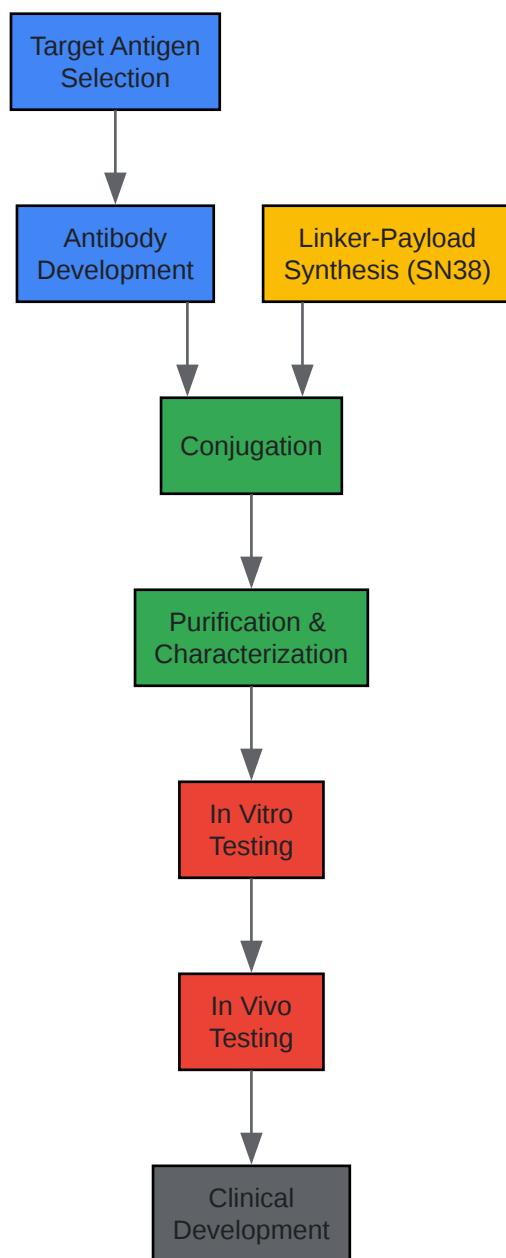 Target Antigen
Selection
Antibody
Development
Linker-Payload
Synthesis (SN38)
Conjugation
Purification &
Characterization
In Vitro
Testing
In Vivo
Testing
Clinical
Development